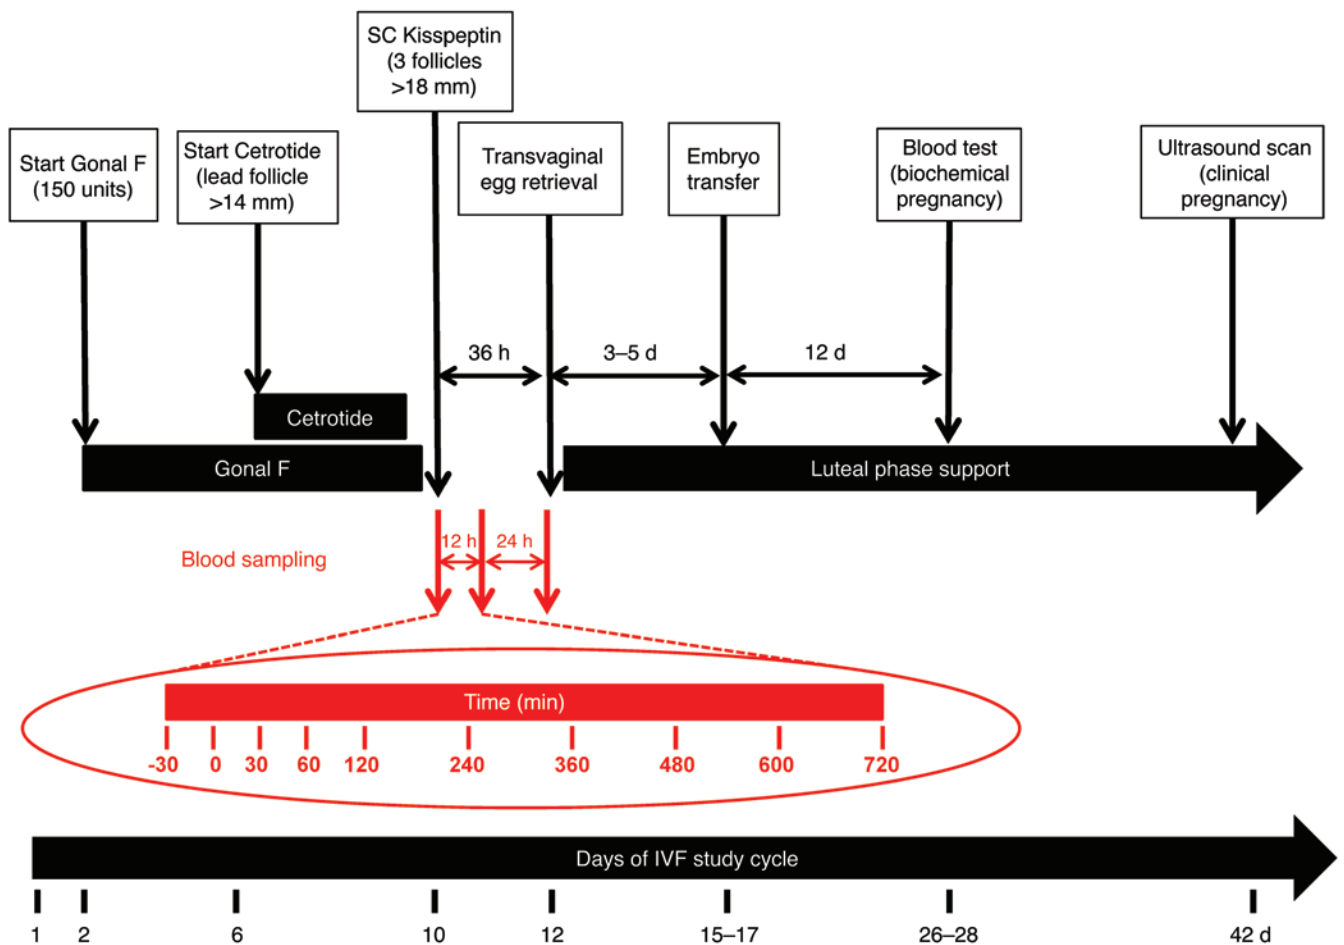 SC Kisspeptin
(3 follicles
>18 mm)
Start Gonal F
(150 units)
Start Cetrotide
(lead follicle
>14 mm)
Transvaginal
egg retrieval
Embryo
transfer
Blood test
(biochemical
pregnancy)
Ultrasound scan
(clinical
pregnancy)
36 h
3–5 d
12 d
Cetrotide
Gonal F
Luteal phase support
Blood sampling
12 h
24 h
Time (min)
-30 0 30 60 120 240 360 480 600 720
Days of IVF study cycle
1 2 6 10 12 15–17 26–28 42 d